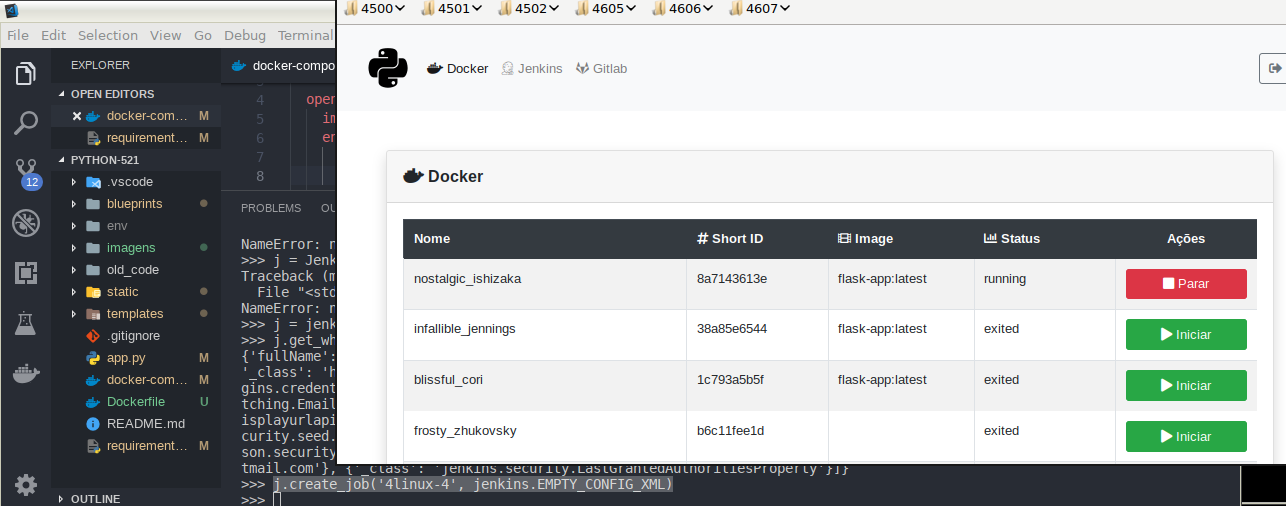 4500 4501 4502 4605 4606 4607
File Edit Selection View Go Debug Terminal
EXPLORER
OPEN EDITORS
docker-com... M
requirement... M
PYTHON-521
.vscode
blueprints
env
imagens
old_code
static
templates
.gitignore
app.py M
docker-com... M
Dockerfile U
README.md
requirement... M
OUTLINE
12
docker-compo
4 open
5 im
6 en
7
8
PROBLEMS OU
NameError: n
>>> j = Jenk
Traceback (m
File "<std
NameError: n
>>> j = jenk
>>> j.get_wh
{'fullName':
'_class': 'h
gins.credent
tching.Email
isplayurlapi
curity.seed.
son.security
tmail.com'}, {'_class': 'jenkins.security.LastGrantedAuthoritiesProperty'}]}
>>> j.create_job('4linux-4', jenkins.EMPTY_CONFIG_XML)
>>>
Docker Jenkins Gitlab
Docker
Nome # Short ID Image Status Ações
nostalgic_ishizaka 8a7143613e flask-app:latest running Parar
infallible_jennings 38a85e6544 flask-app:latest exited Iniciar
blissful_cori 1c793a5b5f flask-app:latest exited Iniciar
frosty_zhukovsky b6c11fee1d exited Iniciar